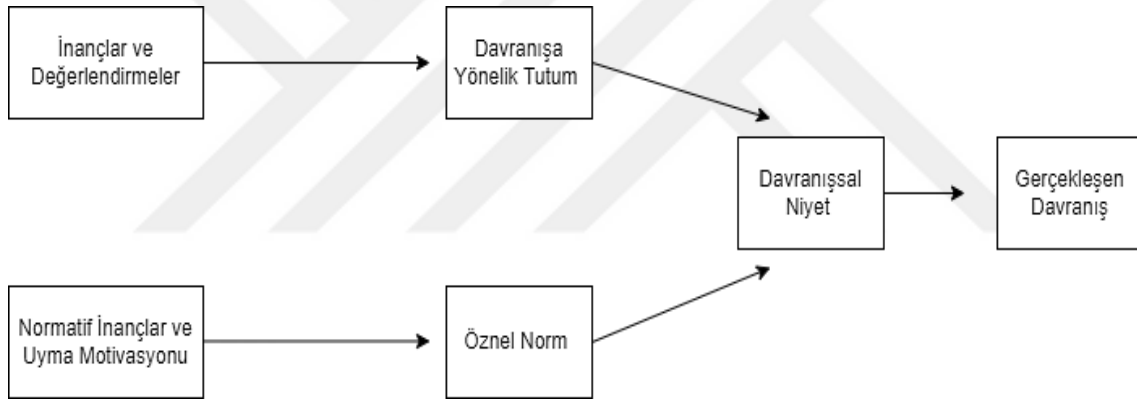 İnançlar ve
Değerlendirmeler
Davranışa
Yönelik Tutum
Davranışsal
Niyet
Gerçekleşen
Davranış
Normatif İnançlar ve
Uyma Motivasyonu
Öznel Norm